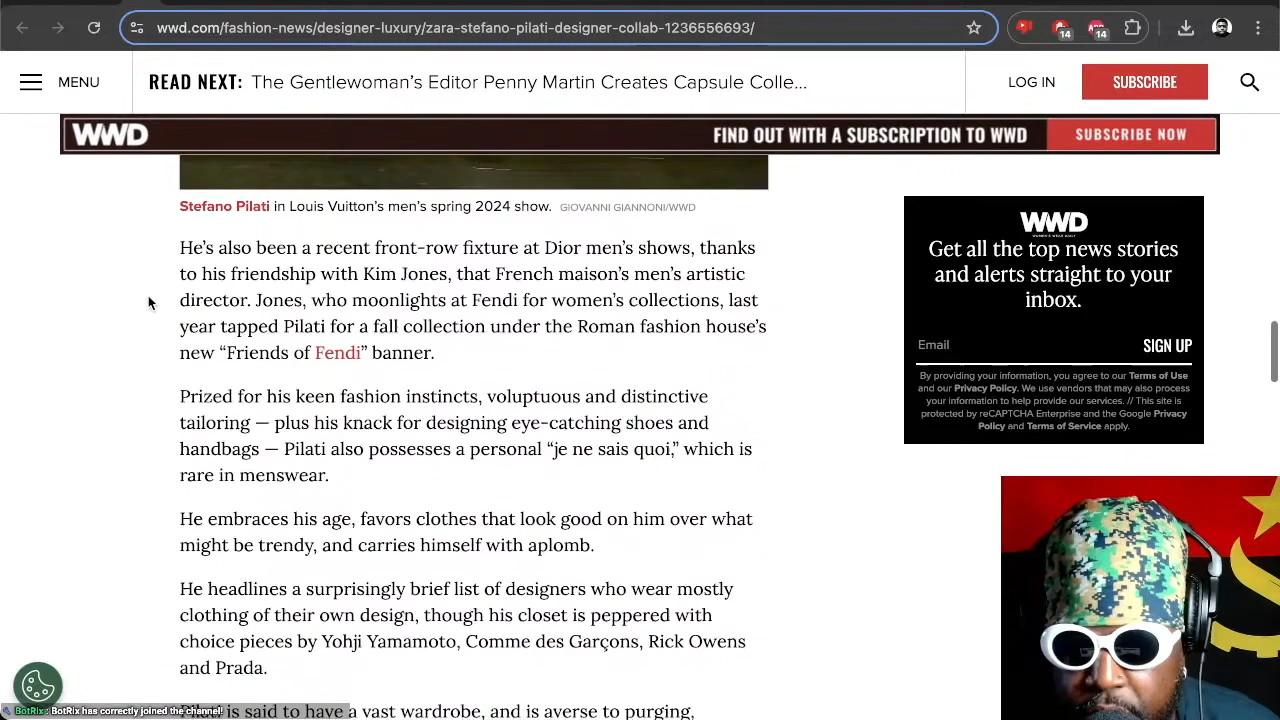 wwd.com/fashion-news/designer-luxury/zara-stefano-pilati-designer-collab-1236556693/
14
14
MENU
READ NEXT: The Gentlewoman's Editor Penny Martin Creates Capsule Colle...
LOG IN
SUBSCRIBE
WWD
FIND OUT WITH A SUBSCRIPTION TO WWD
SUBSCRIBE NOW
Stefano Pilati in Louis Vuitton's men's spring 2024 show. GIOVANNI GIANNONI/WWD
He's also been a recent front-row fixture at Dior men's shows, thanks
to his friendship with Kim Jones, that French maison's men's artistic
director. Jones, who moonlights at Fendi for women's collections, last
year tapped Pilati for a fall collection under the Roman fashion house's
new “Friends of Fendi” banner.
Prized for his keen fashion instincts, voluptuous and distinctive
tailoring — plus his knack for designing eye-catching shoes and
handbags — Pilati also possesses a personal “je ne sais quoi,” which is
rare in menswear.
He embraces his age, favors clothes that look good on him over what
might be trendy, and carries himself with aplomb.
He headlines a surprisingly brief list of designers who wear mostly
clothing of their own design, though his closet is peppered with
choice pieces by Yohji Yamamoto, Comme des Garçons, Rick Owens
and Prada.
Pilati is said to have a vast wardrobe, and is averse to purging,
WWD
Get all the top news stories
and alerts straight to your
inbox.
Email
SIGN UP
By providing your information, you agree to our Terms of Use
and our Privacy Policy. We use vendors that may also process
your information to help provide our services. // This site is
protected by reCAPTCHA Enterprise and the Google Privacy
Policy and Terms of Service apply.
BotRix: BotRix has correctly joined the channel!